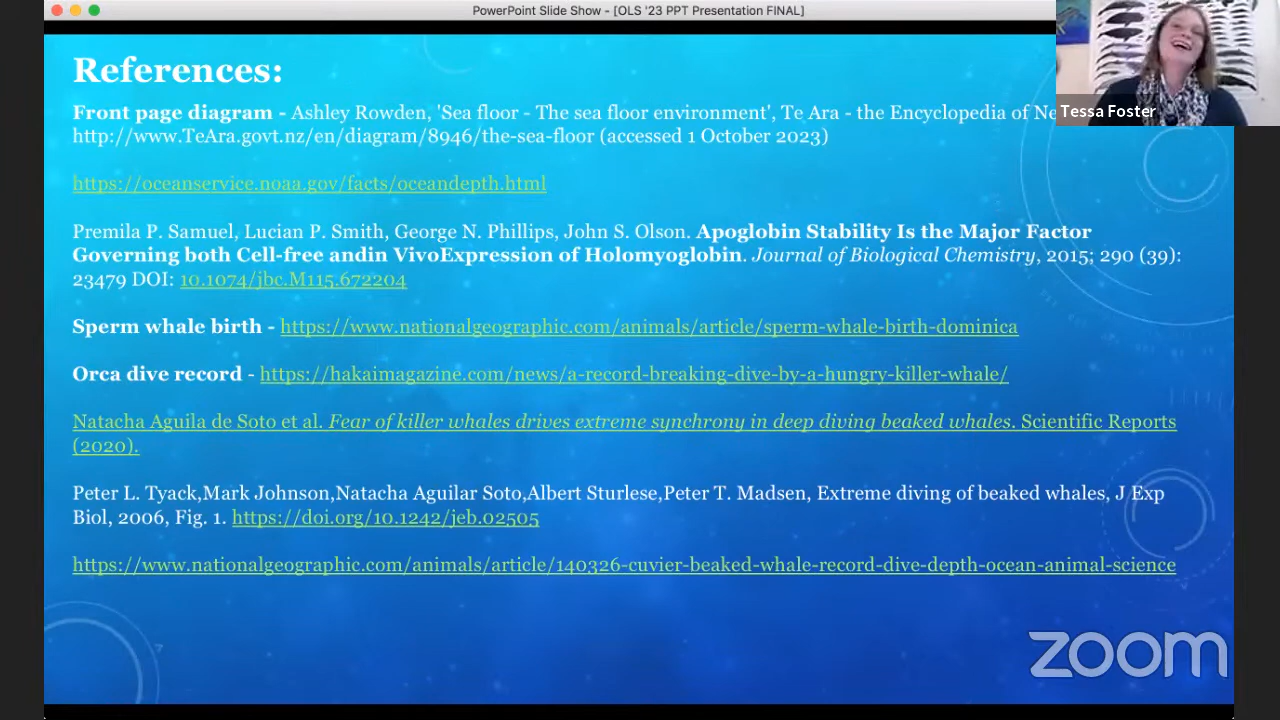 PowerPoint Slide Show - [OLS '23 PPT Presentation FINAL]
References:
Front page diagram - Ashley Rowden, 'Sea floor - The sea floor environment', Te Ara - the Encyclopedia of
Tessa Foster
http://www.TeAra.govt.nz/en/diagram/8946/the-sea-floor (accessed 1 October 2023)
https://oceanservice.noaa.gov/facts/oceandepth.html
Premila P. Samuel, Lucian P. Smith, George N. Phillips, John S. Olson. Apoglobin Stability Is the Major Factor
Governing both Cell-free andin VivoExpression of Holomyoglobin. Journal of Biological Chemistry, 2015; 290 (39):
23479 DOI: 10.1074/jbc.M115.672204
Sperm whale birth - https://www.nationalgeographic.com/animals/article/sperm-whale-birth-dominica
Orca dive record - https://hakaimagazine.com/news/a-record-breaking-dive-by-a-hungry-killer-whale/
Natacha Aguila de Soto et al. Fear of killer whales drives extreme synchrony in deep diving beaked whales. Scientific Reports
(2020).
Peter L. Tyack,Mark Johnson,Natacha Aguilar Soto,Albert Sturlese,Peter T. Madsen, Extreme diving of beaked whales, J Exp
Biol, 2006, Fig. 1. https://doi.org/10.1242/jeb.02505
https://www.nationalgeographic.com/animals/article/140326-cuvier-beaked-whale-record-dive-depth-ocean-animal-science
zoom